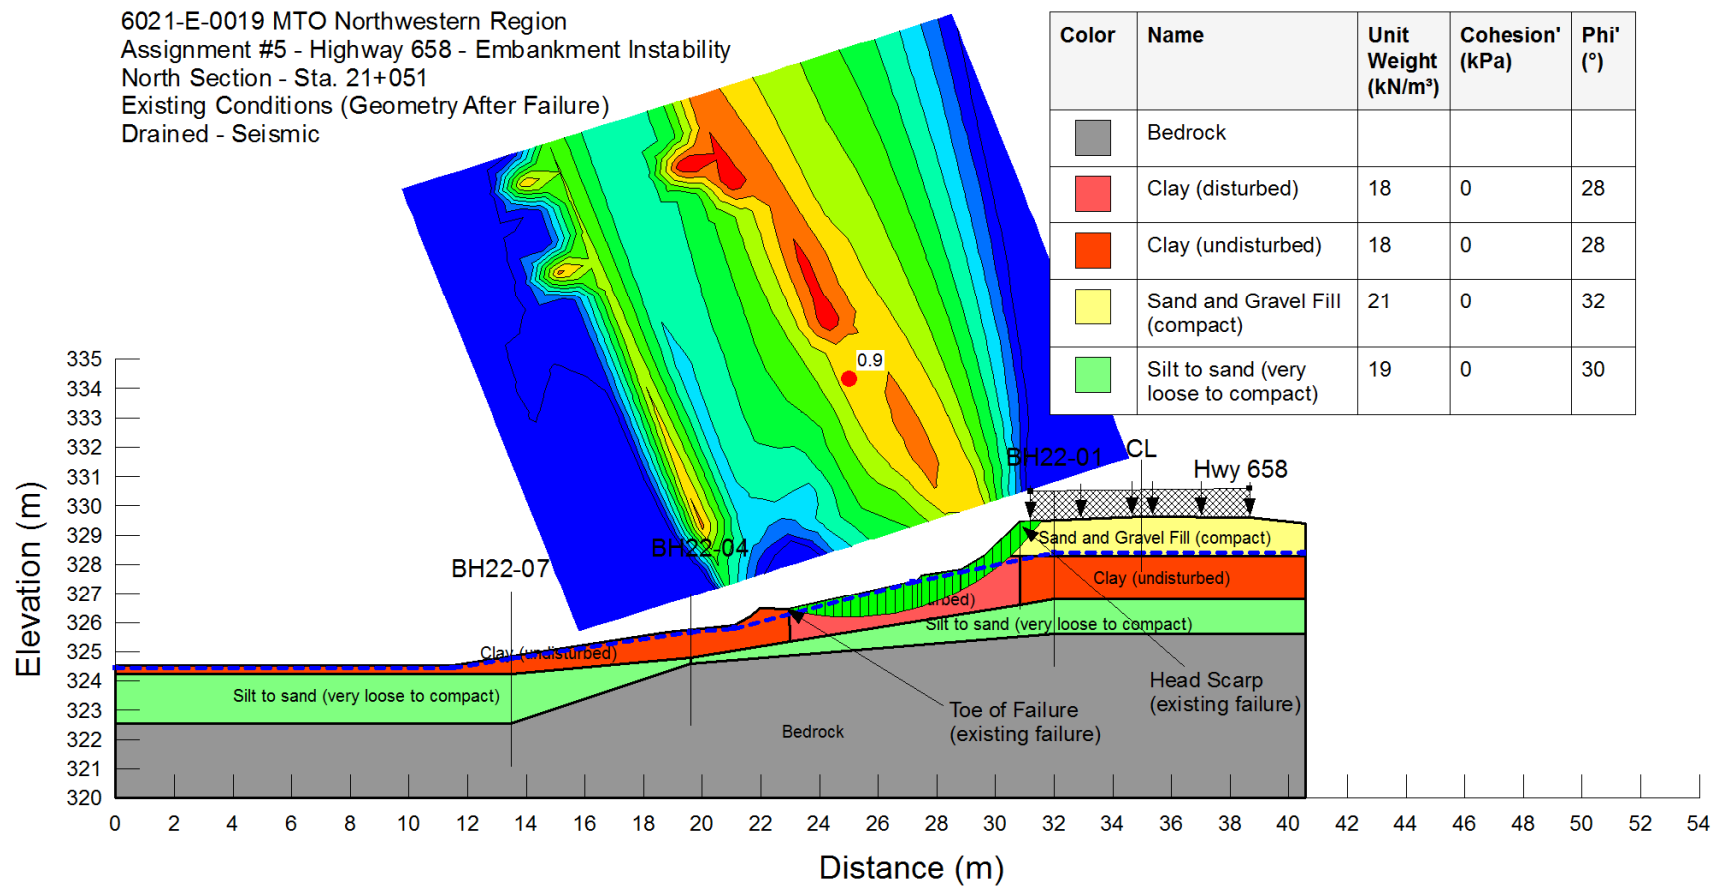 6021-E-0019 MTO Northwestern Region
Assignment #5 - Highway 658 - Embankment Instability
North Section - Sta. 21+051
Existing Conditions (Geometry After Failure)
Drained - Seismic
Color Name Unit Weight (kN/m³) Cohesion' (kPa) Phi' (°)
Bedrock
Clay (disturbed) 18 0 28
Clay (undisturbed) 18 0 28
Sand and Gravel Fill (compact) 21 0 32
Silt to sand (very loose to compact) 19 0 30
0.9
BH22-01
CL
Hwy 658
BH22-04
BH22-07
Sand and Gravel Fill (compact)
Clay (undisturbed)
rbed)
Silt to sand (very loose to compact)
Clay (undisturbed)
Silt to sand (very loose to compact)
Bedrock
Toe of Failure
(existing failure)
Head Scarp
(existing failure)
Elevation (m)
335
334
333
332
331
330
329
328
327
326
325
324
323
322
321
320
0 2 4 6 8 10 12 14 16 18 20 22 24 26 28 30 32 34 36 38 40 42 44 46 48 50 52 54
Distance (m)